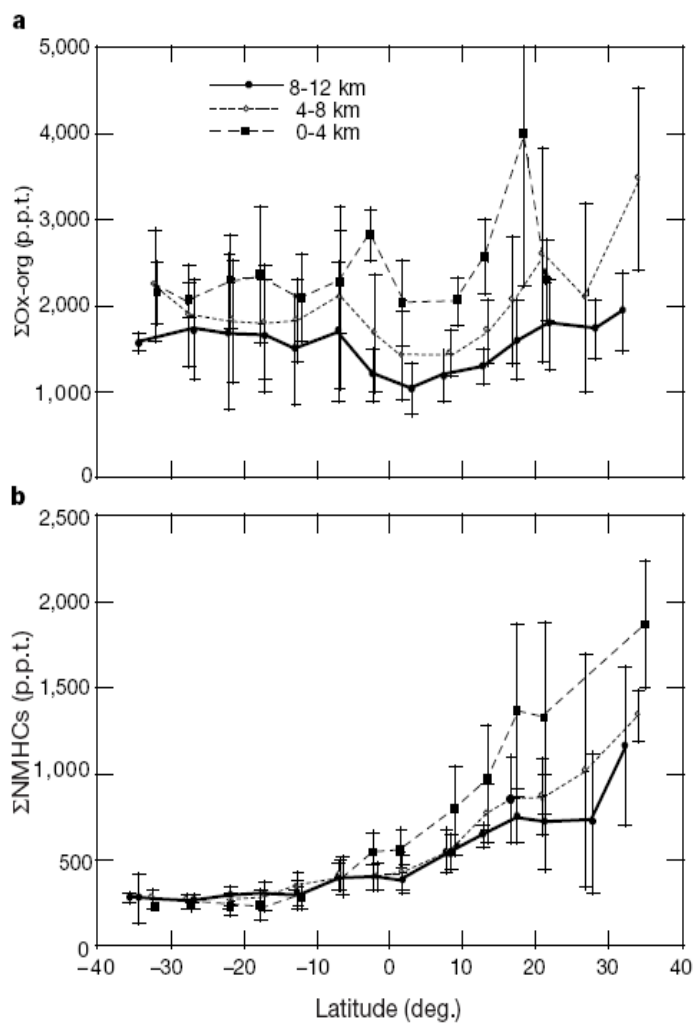 a
5,000
4,000
3,000
2,000
1,000
0
ΣOx-org (p.p.t.)
8-12 km
4-8 km
0-4 km
b
2,500
2,000
1,500
1,000
500
0
ΣNMHCs (p.p.t.)
−40 −30 −20 −10 0 10 20 30 40
Latitude (deg.)